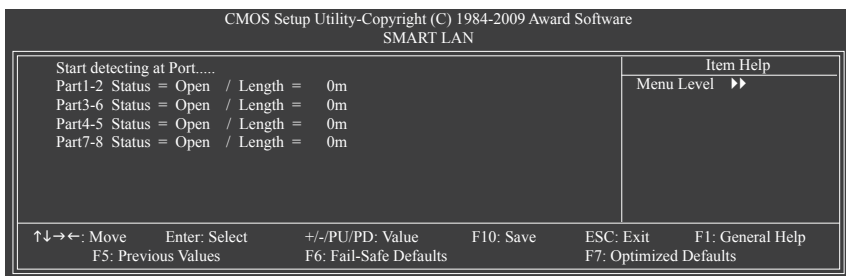 CMOS Setup Utility-Copyright (C) 1984-2009 Award Software
SMART LAN
Start detecting at Port.....
Part1-2 Status = Open / Length = 0m
Part3-6 Status = Open / Length = 0m
Part4-5 Status = Open / Length = 0m
Part7-8 Status = Open / Length = 0m
Item Help
Menu Level ▶▶
↑↓→←: Move Enter: Select +/-/PU/PD: Value F10: Save ESC: Exit F1: General Help
F5: Previous Values F6: Fail-Safe Defaults F7: Optimized Defaults